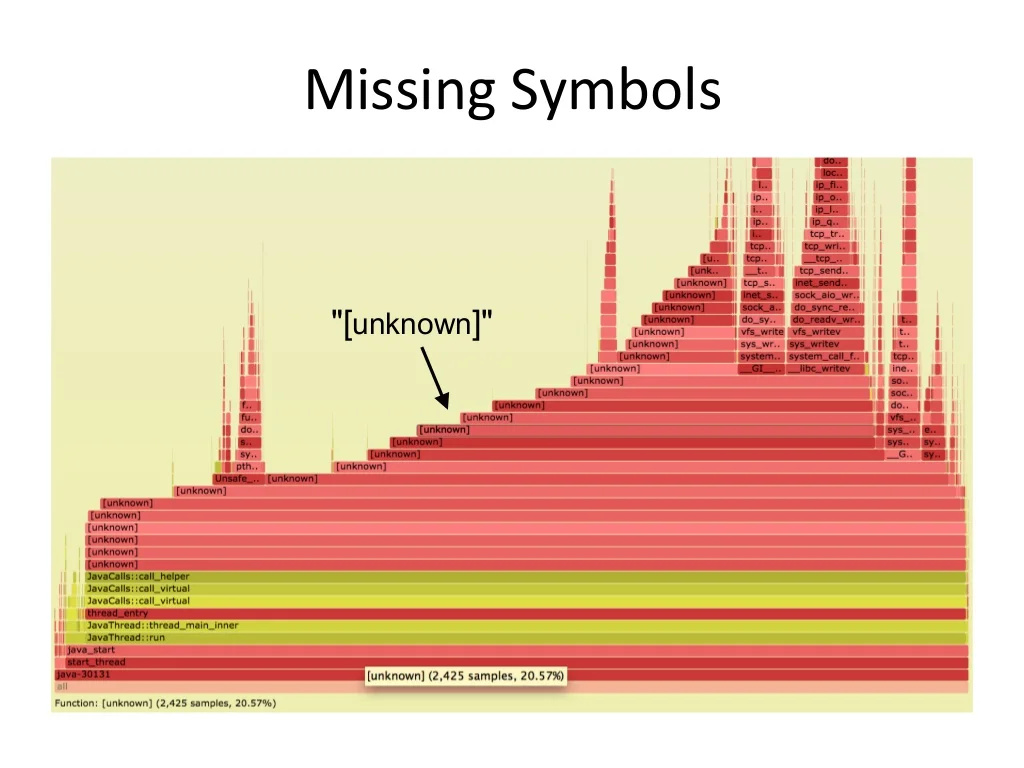 Missing Symbols
do..
loc..
l.. ip_fi..
ip.. ip_o..
i.. ip_l..
ip.. ip_q..
i.. tcp_tr..
tcp.. tcp_wri..
[u.. tcp.. __tcp_..
[unk.. __t.. tcp_send..
[unknown] tcp_s.. inet_send..
[unknown] inet_s.. sock_aio_wr..
[unknown] sock_a.. do_sync_re..
"[unknown]"
[unknown] do_sy.. do_readv_wr.. t..
[unknown] vfs_write vfs_writev t..
[unknown] sys_wr.. sys_writev t..
[unknown] system.. system_call_f.. tcp..
[unknown] __GI__.. __libc_writev ine..
[unknown] so..
[unknown] soc..
f.. [unknown] do..
fu.. [unknown] vfs_..
do.. [unknown] sys_.. e..
s.. [unknown] sys.. sy..
sy.. [unknown] __G.. sy..
pth.. [unknown]
Unsafe_.. [unknown]
[unknown]
[unknown]
[unknown]
[unknown]
[unknown]
[unknown]
[unknown]
JavaCalls::call_helper
JavaCalls::call_virtual
JavaCalls::call_virtual
thread_entry
JavaThread::thread_main_inner
JavaThread::run
java_start
start_thread
java-30131
[unknown] (2,425 samples, 20.57%)
all
Function: [unknown] (2,425 samples, 20.57%)